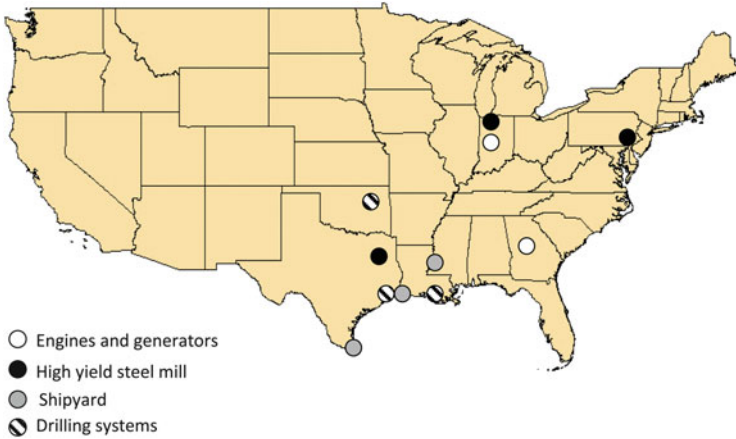 Engines and generators
High yield steel mill
Shipyard
Drilling systems